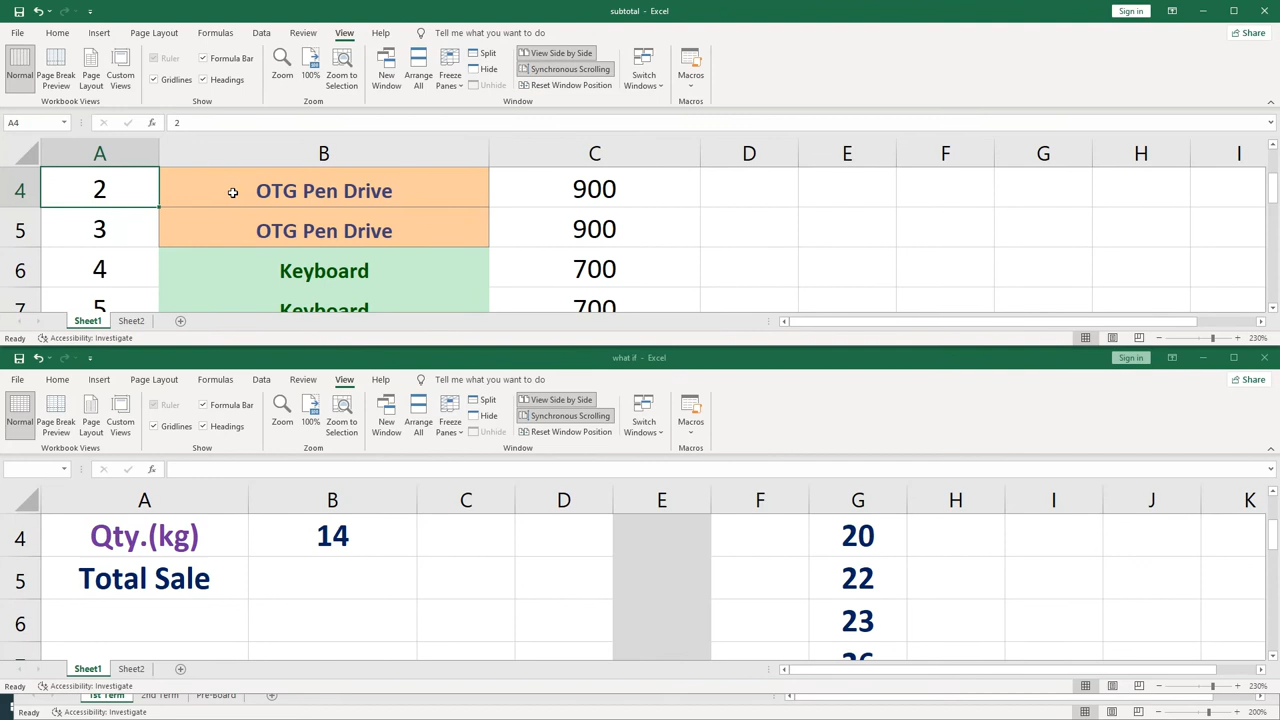 subtotal - Excel
Sign in
File Home Insert Page Layout Formulas Data Review View Help Tell me what you want to do Share
Normal Page Break Preview Page Layout Custom Views
Ruler Formula Bar
Gridlines Headings
Zoom 100% Zoom to Selection
New Window Arrange All Freeze Panes
Split
Hide
Unhide
View Side by Side
Synchronous Scrolling
Reset Window Position
Switch Windows Macros
Workbook Views Show Zoom Window Macros
A4 fx 2
A B C D E F G H I
4 2 OTG Pen Drive 900
5 3 OTG Pen Drive 900
6 4 Keyboard 700
7 5 Keyboard 700
Sheet1 Sheet2
Ready Accessibility: Investigate 230%
what if - Excel
Sign in
File Home Insert Page Layout Formulas Data Review View Help Tell me what you want to do Share
Normal Page Break Preview Page Layout Custom Views
Ruler Formula Bar
Gridlines Headings
Zoom 100% Zoom to Selection
New Window Arrange All Freeze Panes
Split
Hide
Unhide
View Side by Side
Synchronous Scrolling
Reset Window Position
Switch Windows Macros
Workbook Views Show Zoom Window Macros
fx
A B C D E F G H I J K
4 Qty.(kg) 14 20
5 Total Sale 22
6 23
Sheet1 Sheet2
Ready Accessibility: Investigate 230%
1st Term 2nd Term Pre-Board
Ready Accessibility: Investigate 200%